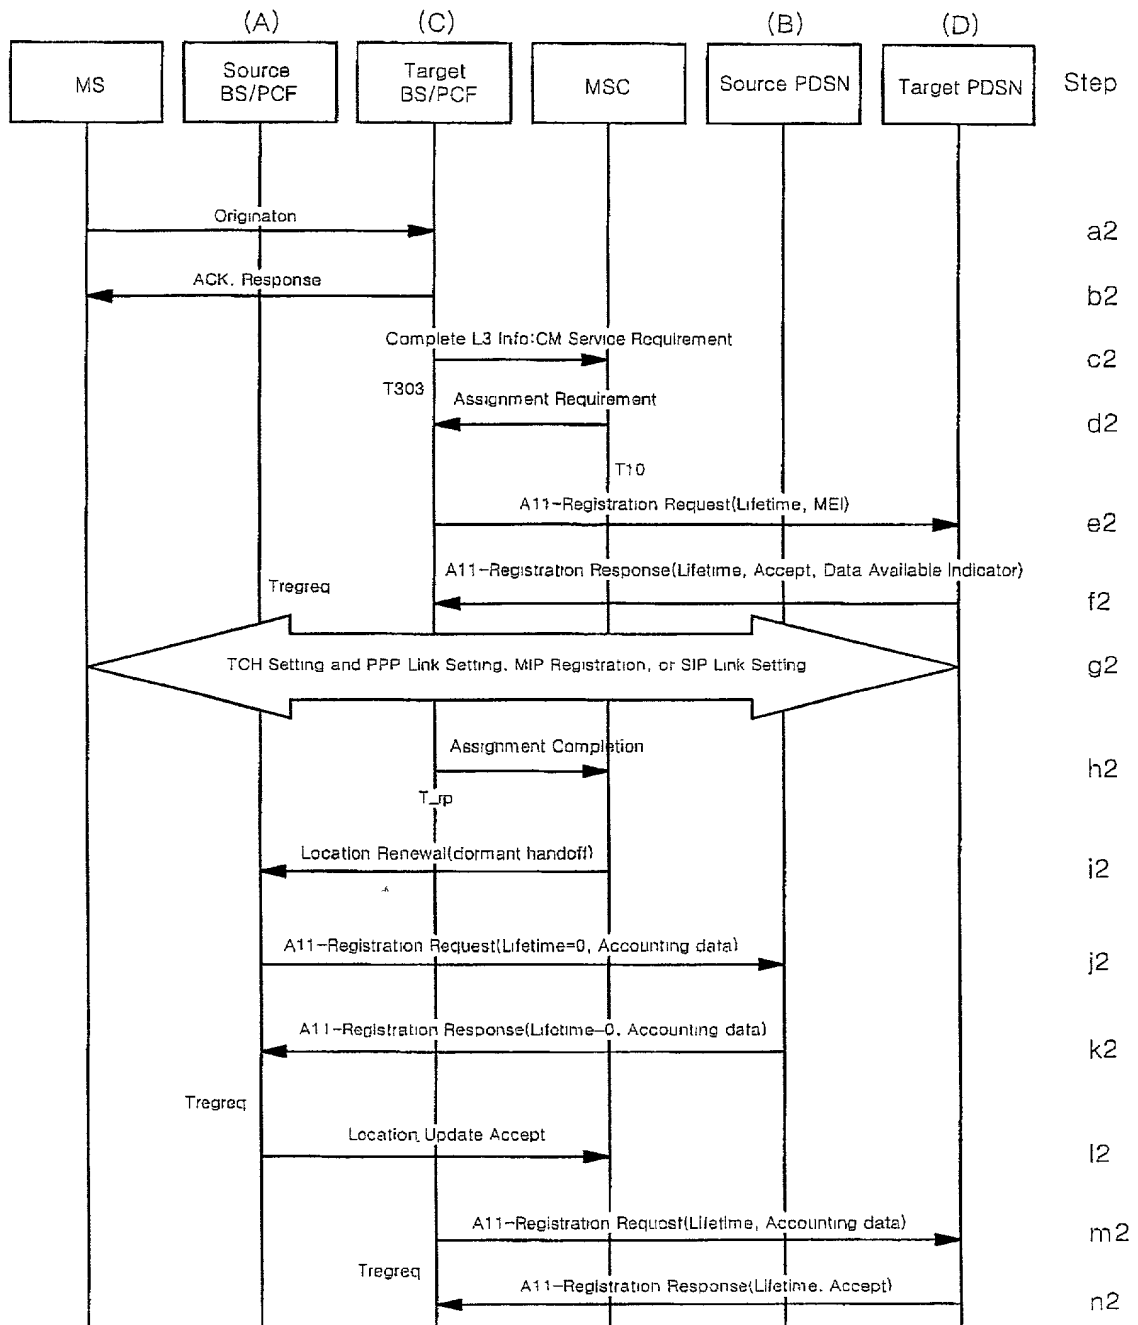 (A) (C) (B) (D)
MS
Source BS/PCF
Target BS/PCF
MSC
Source PDSN
Target PDSN
Step
Originaton
a2
ACK. Response
b2
Complete L3 Info:CM Service Requirement
c2
T303
Assignment Requirement
d2
T10
A11-Registration Request(Lifetime, MEI)
e2
A11-Registration Response(Lifetime, Accept, Data Available Indicator)
Tregreq
f2
TCH Setting and PPP Link Setting, MIP Registration, or SIP Link Setting
g2
Assignment Completion
h2
T_rp
Location Renewal(dormant handoff)
i2
A11-Registration Request(Lifetime=0, Accounting data)
j2
A11-Registration Response(Lifetime=0, Accounting data)
k2
Tregreq
Location Update Accept
l2
A11-Registration Request(Lifetime, Accounting data)
m2
Tregreq
A11-Registration Response(Lifetime. Accept)
n2